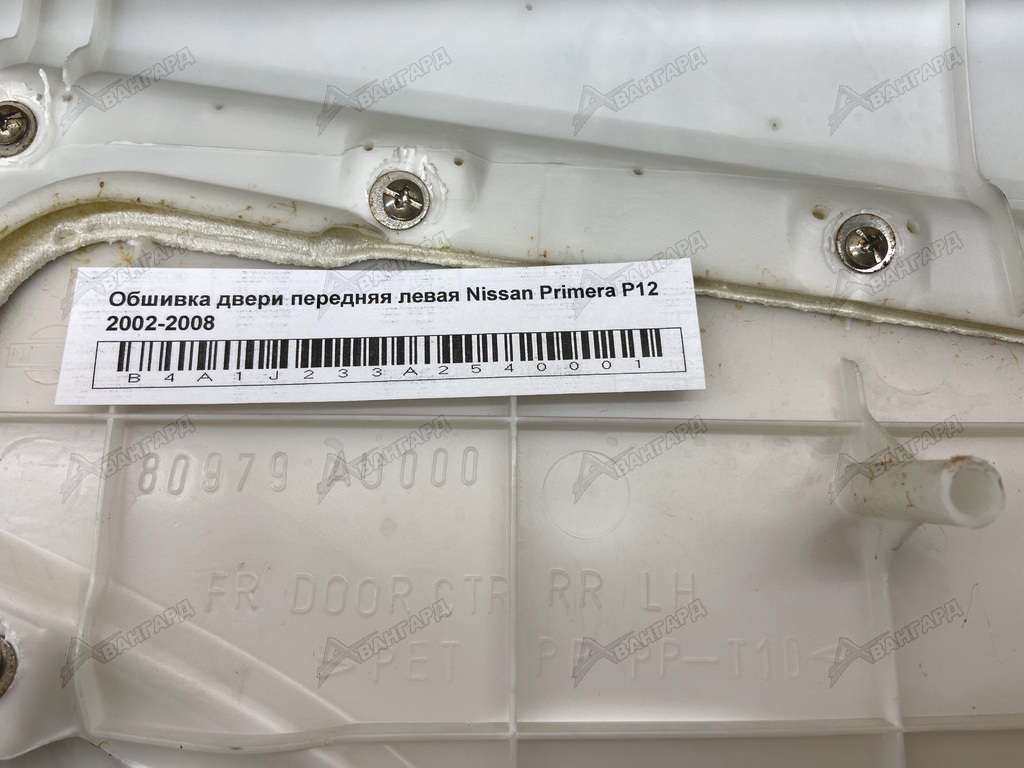 Обшивка двери передняя левая Nissan Primera P12
2002-2008
B4A1J233A2540001
80979 AU000
FR DOOR CTR RR LH
>PET PP PP-T10<
АВАНГАРД